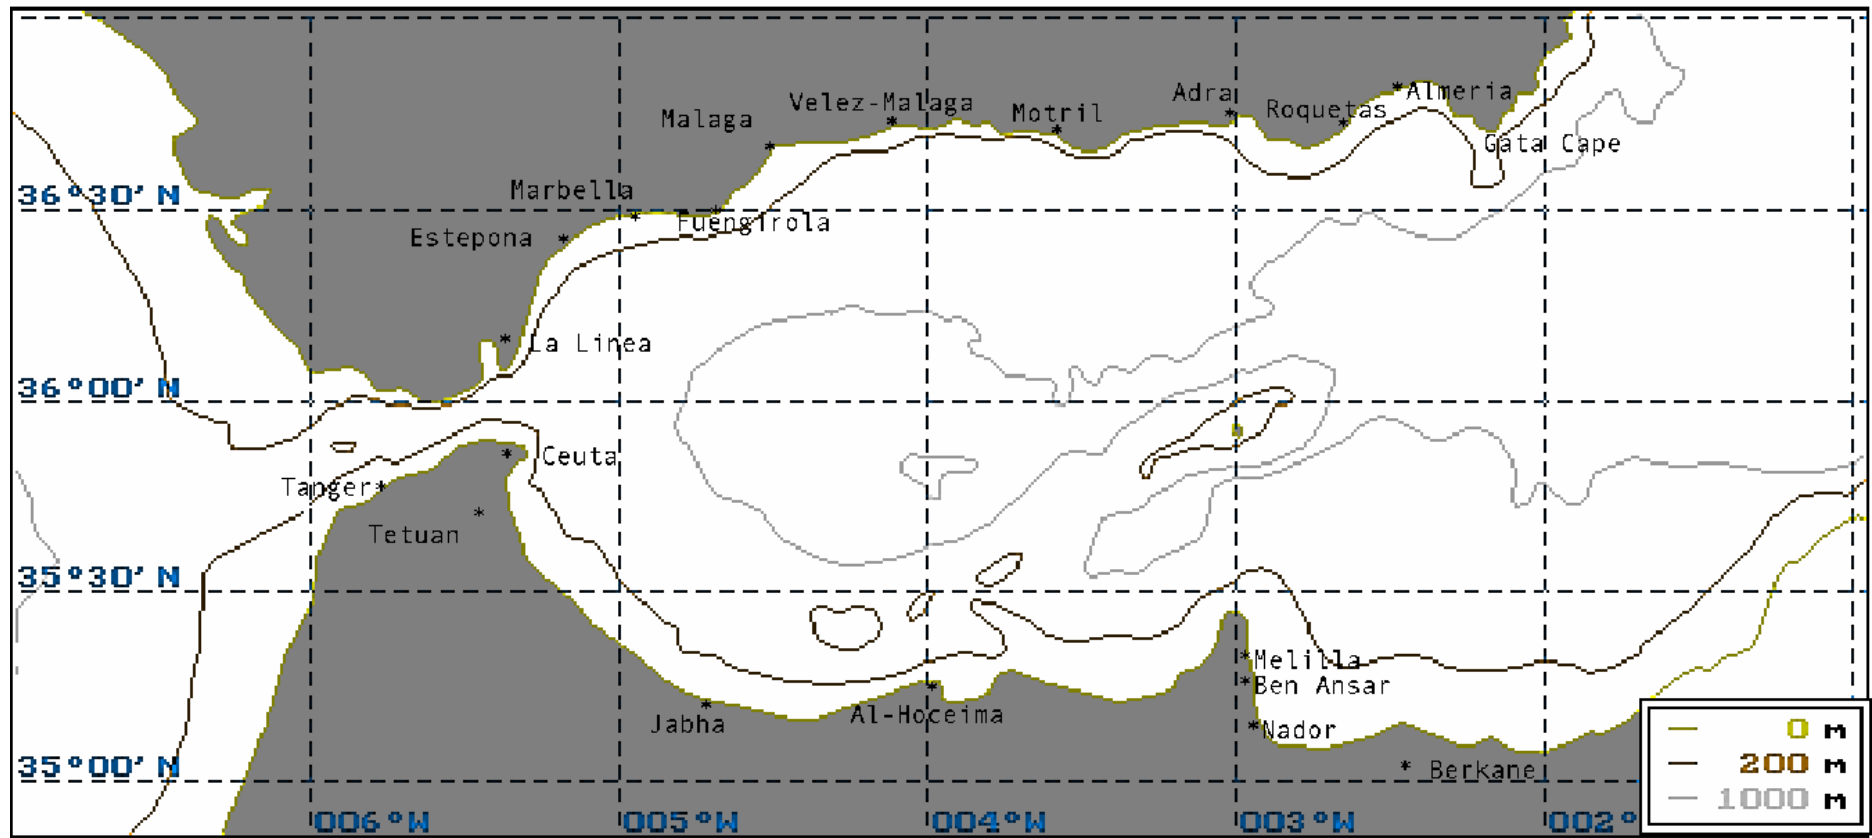 Almeria
Adra
Velez-Malaga
Roquetas
Motril
Malaga
Gata Cape
Marbella
36°30' N
Fuengirola
Estepona
La Linea
36°00' N
Ceuta
Tanger
Tetuan
35°30' N
Melilla
Ben Ansar
Al-Hoceima
Jabha
Nador
0 m
35°00' N
200 m
Berkane
1000 m
006°W
005°W
004°W
003°W
002°